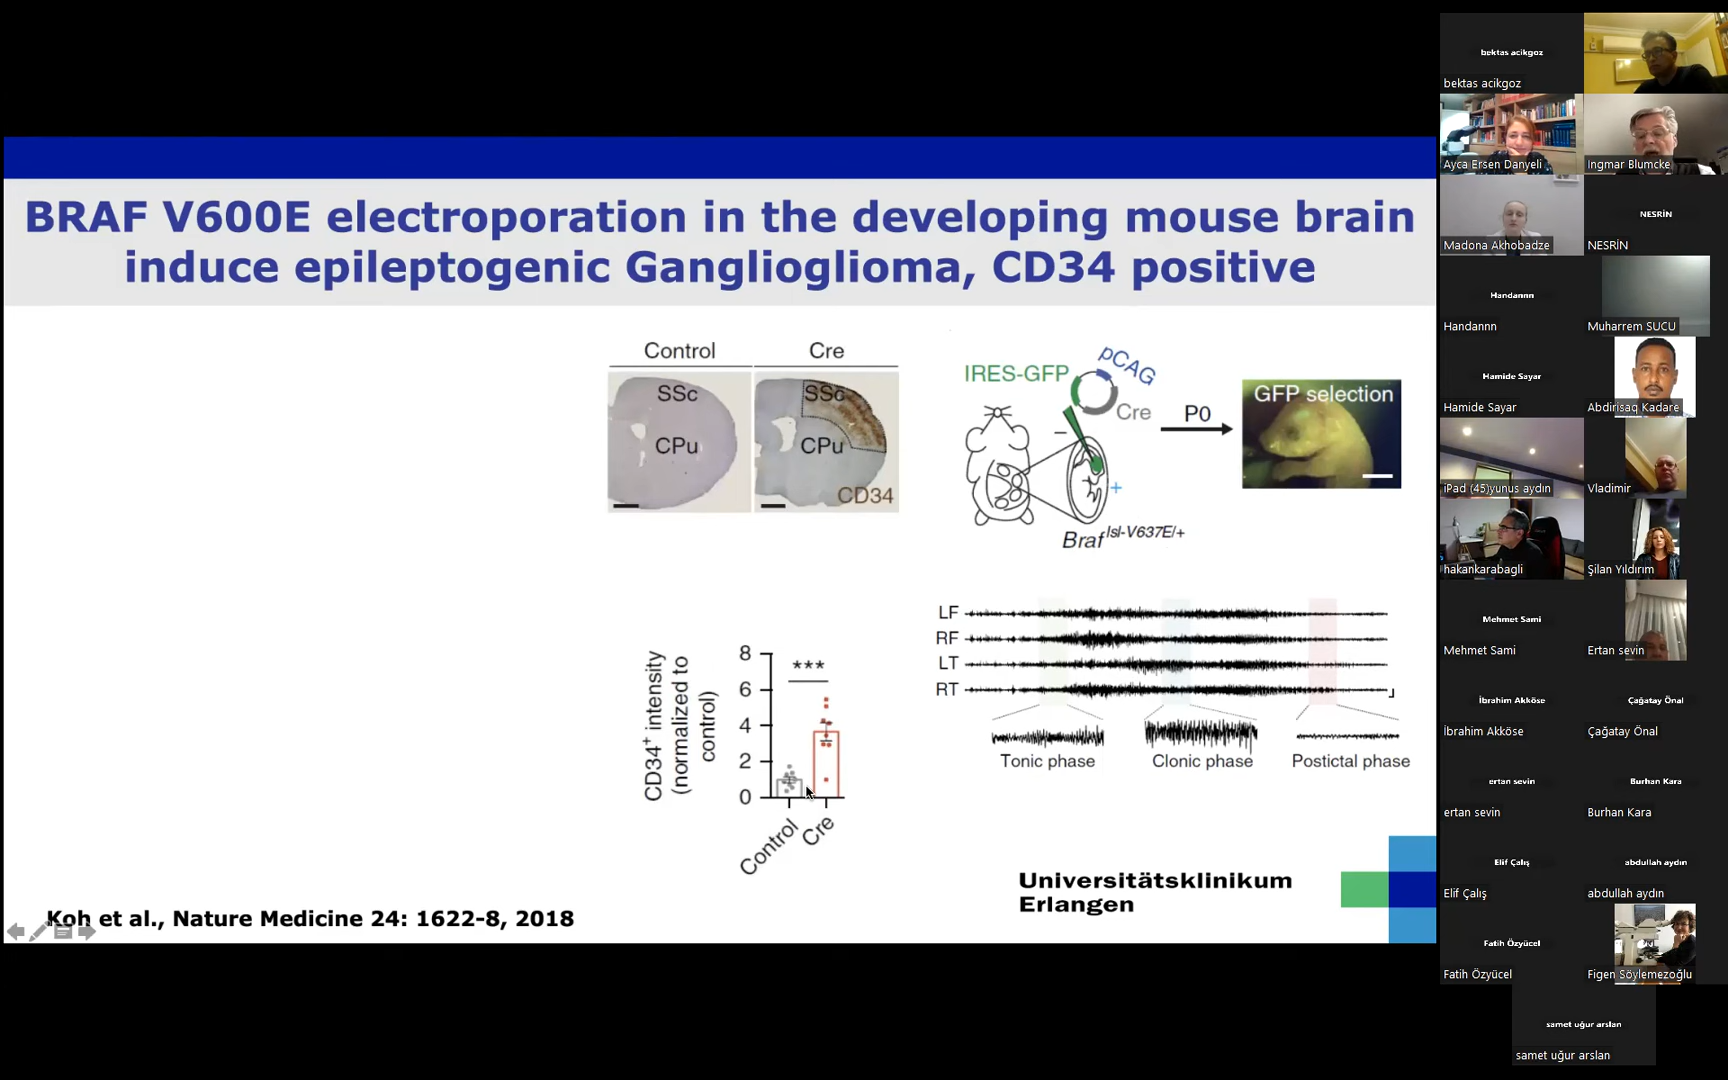 BRAF V600E electroporation in the developing mouse brain
induce epileptogenic Ganglioglioma, CD34 positive
Control Cre
SSc
CPu
SSc
CPu
CD34
IRES-GFP
pCAG
Cre
−
+
P0
GFP selection
Braf lsl-V637E/+
CD34+ intensity
(normalized to
control)
8
6
4
2
0
***
Control
Cre
LF
RF
LT
RT
Tonic phase Clonic phase Postictal phase
Universitätsklinikum
Erlangen
Koh et al., Nature Medicine 24: 1622-8, 2018
bektas acikgoz
bektas acikgoz
Ayca Ersen Danyeli
Ingmar Blumcke
Madona Akhobadze
NESRİN
NESRİN
Handannn
Handannn
Muharrem SUCU
Hamide Sayar
Hamide Sayar
Abdirisaq Kadare
iPad (45)yunus aydın
Vladimir
hakankarabagli
Şilan Yıldırım
Mehmet Sami
Mehmet Sami
Ertan sevin
İbrahim Akköse
İbrahim Akköse
Çağatay Önal
Çağatay Önal
ertan sevin
ertan sevin
Burhan Kara
Burhan Kara
Elif Çalış
Elif Çalış
abdullah aydın
abdullah aydın
Fatih Özyücel
Fatih Özyücel
Figen Söylemezoğlu
samet uğur arslan
samet uğur arslan